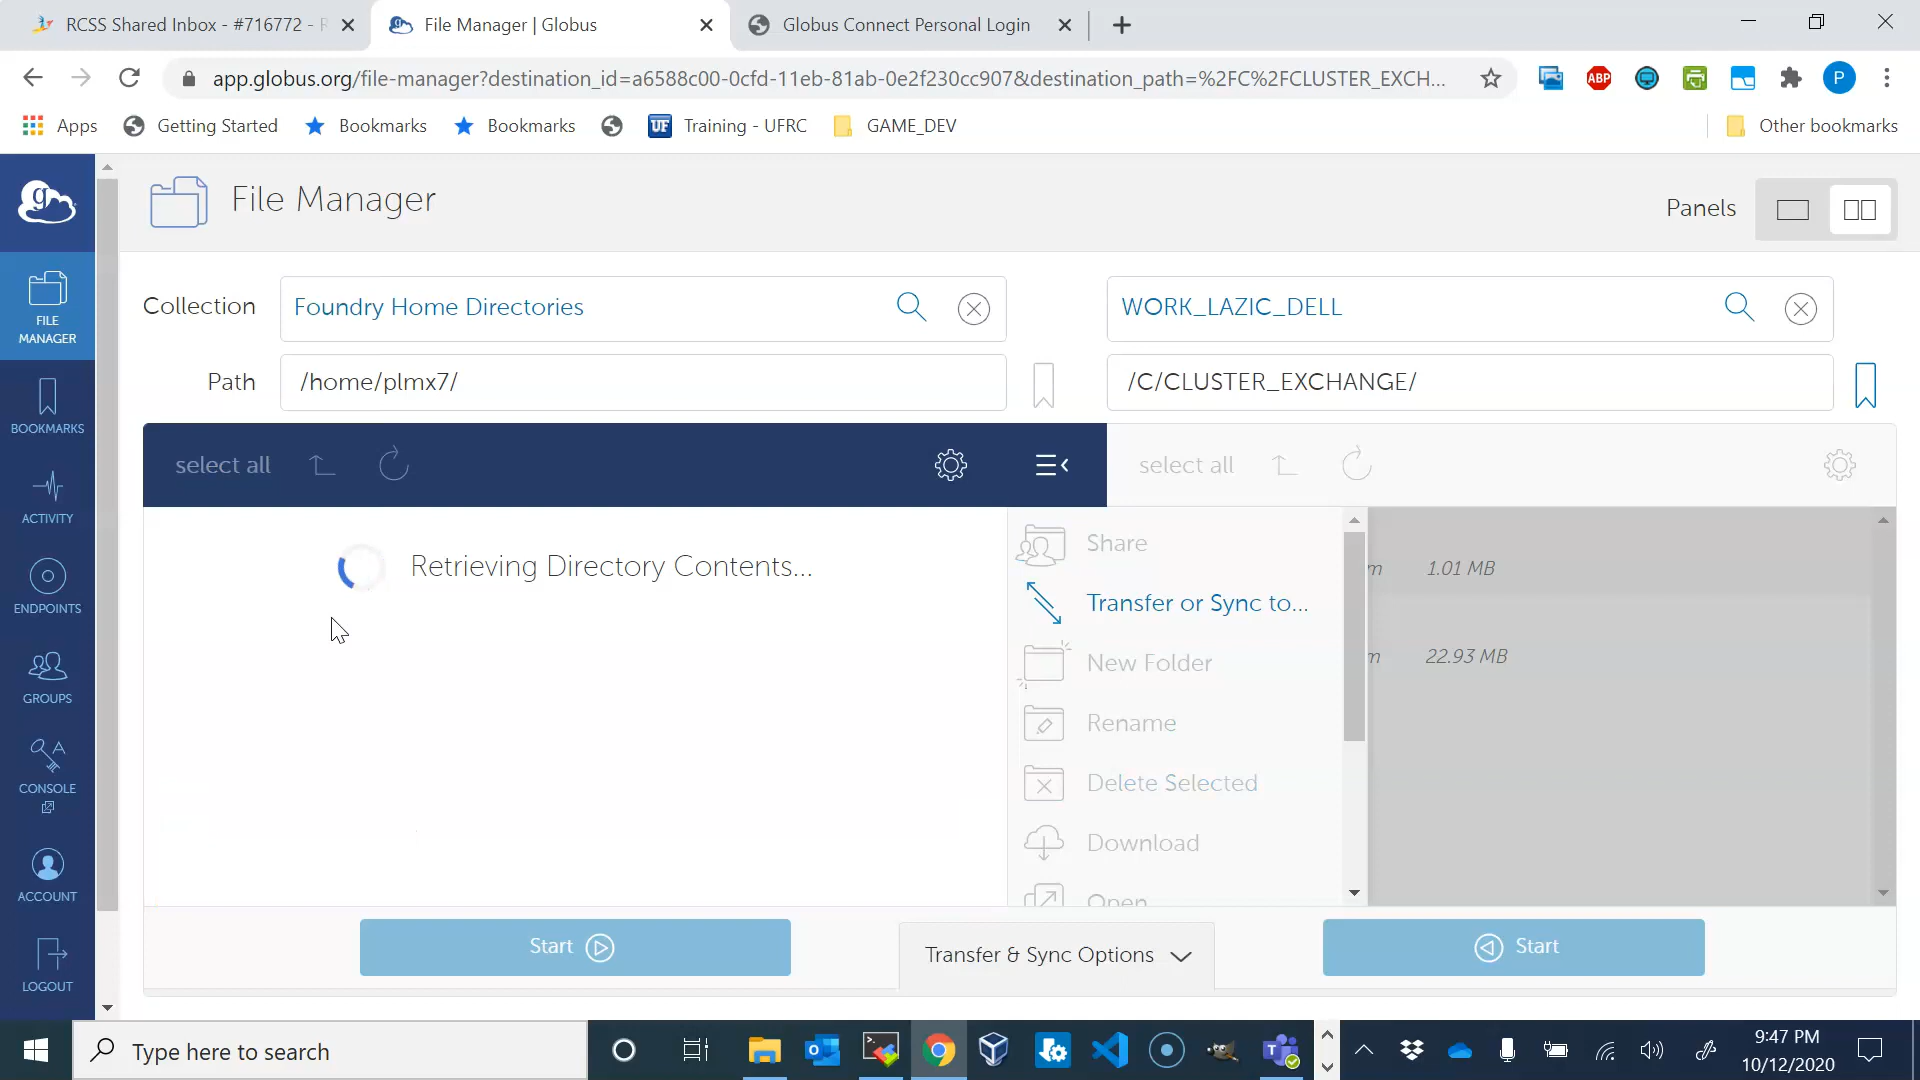 RCSS Shared Inbox - #716772 -
File Manager | Globus
Globus Connect Personal Login
app.globus.org/file-manager?destination_id=a6588c00-0cfd-11eb-81ab-0e2f230cc907&destination_path=%2FC%2FCLUSTER_EXCH...
ABP
P
Apps
Getting Started
Bookmarks
Bookmarks
UF
Training - UFRC
GAME_DEV
Other bookmarks
g
File Manager
Panels
FILE
MANAGER
BOOKMARKS
ACTIVITY
ENDPOINTS
GROUPS
CONSOLE
ACCOUNT
LOGOUT
Collection
Foundry Home Directories
WORK_LAZIC_DELL
Path
/home/plmx7/
/C/CLUSTER_EXCHANGE/
select all
select all
Retrieving Directory Contents...
Share
Transfer or Sync to...
New Folder
Rename
Delete Selected
Download
Open
m
1.01 MB
m
22.93 MB
Start
Transfer & Sync Options
Start
Type here to search
9:47 PM
10/12/2020